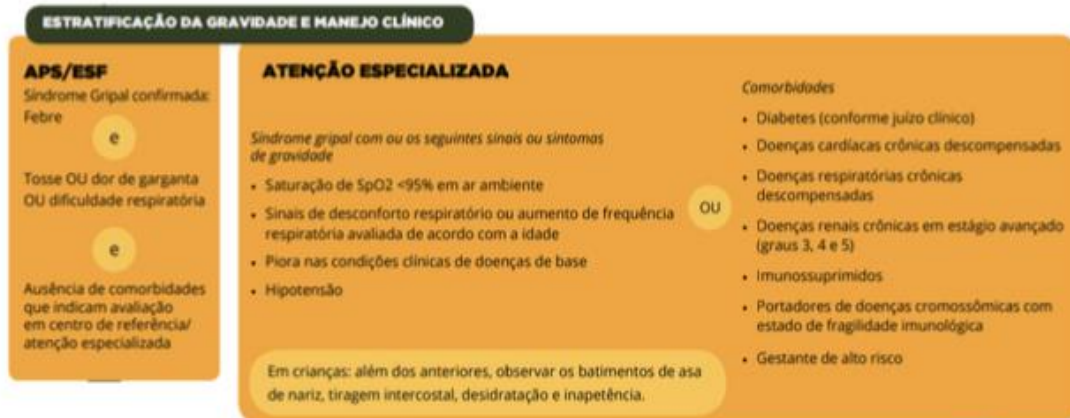 ESTRATIFICAÇÃO DA GRAVIDADE E MANEJO CLÍNICO
APS/ESF
Síndrome Gripal confirmada:
Febre
e
Tosse OU dor de garganta
OU dificuldade respiratória
e
Ausência de comorbidades
que indicam avaliação
em centro de referência/
atenção especializada
ATENÇÃO ESPECIALIZADA
Síndrome gripal com ou os seguintes sinais ou sintomas
de gravidade
• Saturação de SpO2 <95% em ar ambiente
• Sinais de desconforto respiratório ou aumento de frequência
respiratória avaliada de acordo com a idade
• Piora nas condições clínicas de doenças de base
• Hipotensão
Em crianças: além dos anteriores, observar os batimentos de asa
de nariz, tiragem intercostal, desidratação e inapetência.
OU
Comorbidades
• Diabetes (conforme juízo clínico)
• Doenças cardíacas crônicas descompensadas
• Doenças respiratórias crônicas
descompensadas
• Doenças renais crônicas em estágio avançado
(graus 3, 4 e 5)
• Imunossuprimidos
• Portadores de doenças cromossômicas com
estado de fragilidade imunológica
• Gestante de alto risco